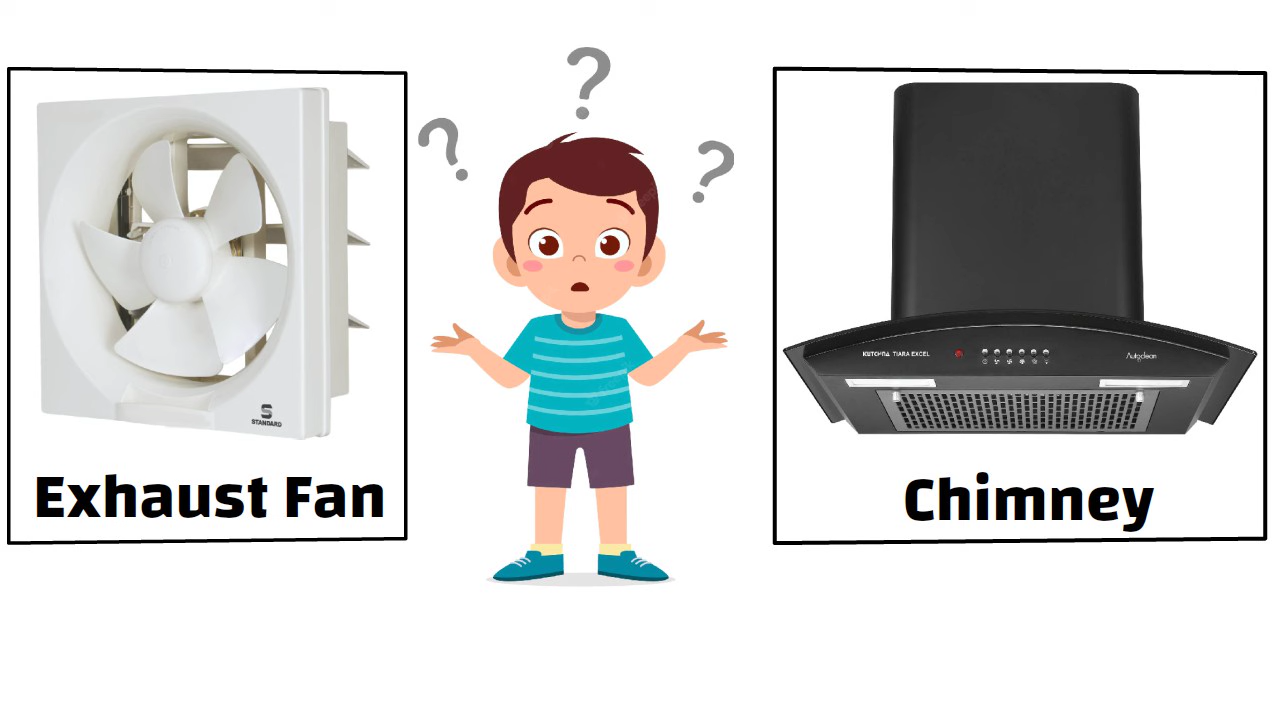 ?
?
?
S
STANDARD
KUTCHINA TIARA EXCEL
Autoclean
Exhaust Fan
Chimney